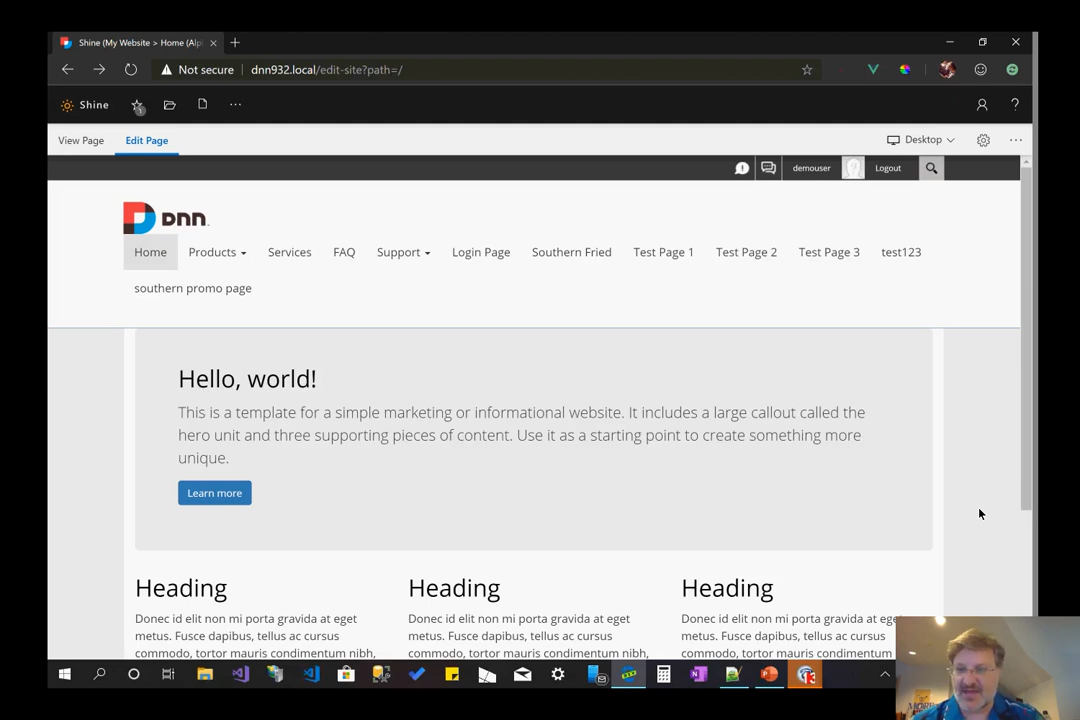 Shine (My Website > Home (Alp
Not secure dnn932.local/edit-site?path=/
Shine
View Page Edit Page Desktop
demouser Logout
DNN
Home Products Services FAQ Support Login Page Southern Fried Test Page 1 Test Page 2 Test Page 3 test123
southern promo page
Hello, world!
This is a template for a simple marketing or informational website. It includes a large callout called the
hero unit and three supporting pieces of content. Use it as a starting point to create something more
unique.
Learn more
Heading Heading Heading
Donec id elit non mi porta gravida at eget Donec id elit non mi porta gravida at eget Donec id elit non mi porta gravida at ege
metus. Fusce dapibus, tellus ac cursus metus. Fusce dapibus, tellus ac cursus metus. Fusce dapibus, tellus ac cursus
commodo, tortor mauris condimentum nibh, commodo, tortor mauris condimentum nibh, commodo, tortor mauris condimentum
MORE